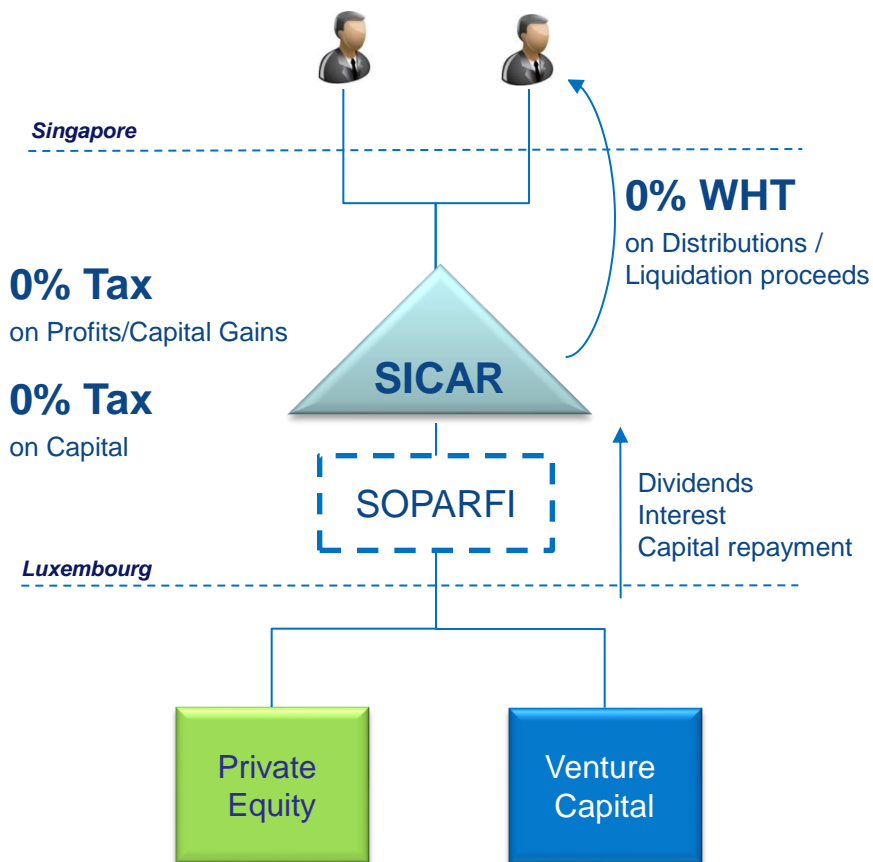 Singapore
0% WHT
on Distributions /
Liquidation proceeds
0% Tax
on Profits/Capital Gains
SICAR
0% Tax
on Capital
SOPARFI
Dividends
Interest
Capital repayment
Luxembourg
Private
Equity
Venture
Capital